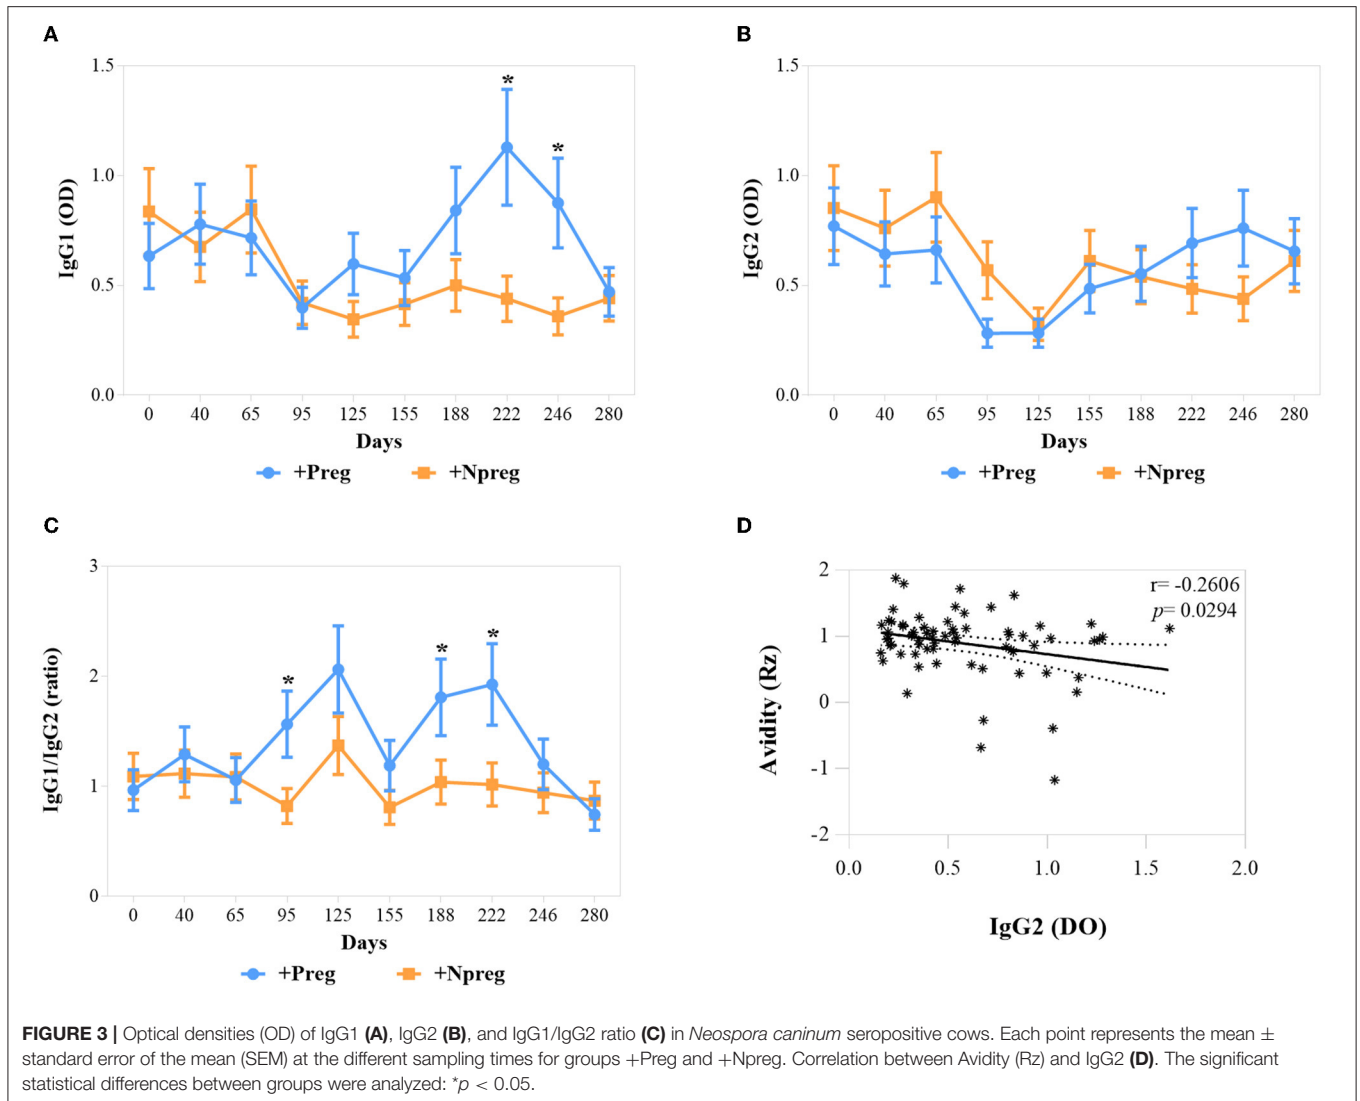 A
1.5
1.0
0.5
0.0
IgG1 (OD)
*
*
0 40 65 95 125 155 188 222 246 280
Days
+Preg +Npreg
B
1.5
1.0
0.5
0.0
IgG2 (OD)
0 40 65 95 125 155 188 222 246 280
Days
+Preg +Npreg
C
3
2
1
0
IgG1/IgG2 (ratio)
*
*
*
0 40 65 95 125 155 188 222 246 280
Days
+Preg +Npreg
D
2
1
0
-1
-2
Avidity (Rz)
r= -0.2606
p= 0.0294
0.0 0.5 1.0 1.5 2.0
IgG2 (DO)
FIGURE 3 | Optical densities (OD) of IgG1 (A), IgG2 (B), and IgG1/IgG2 ratio (C) in Neospora caninum seropositive cows. Each point represents the mean ±
standard error of the mean (SEM) at the different sampling times for groups +Preg and +Npreg. Correlation between Avidity (Rz) and IgG2 (D). The significant
statistical differences between groups were analyzed: *p < 0.05.